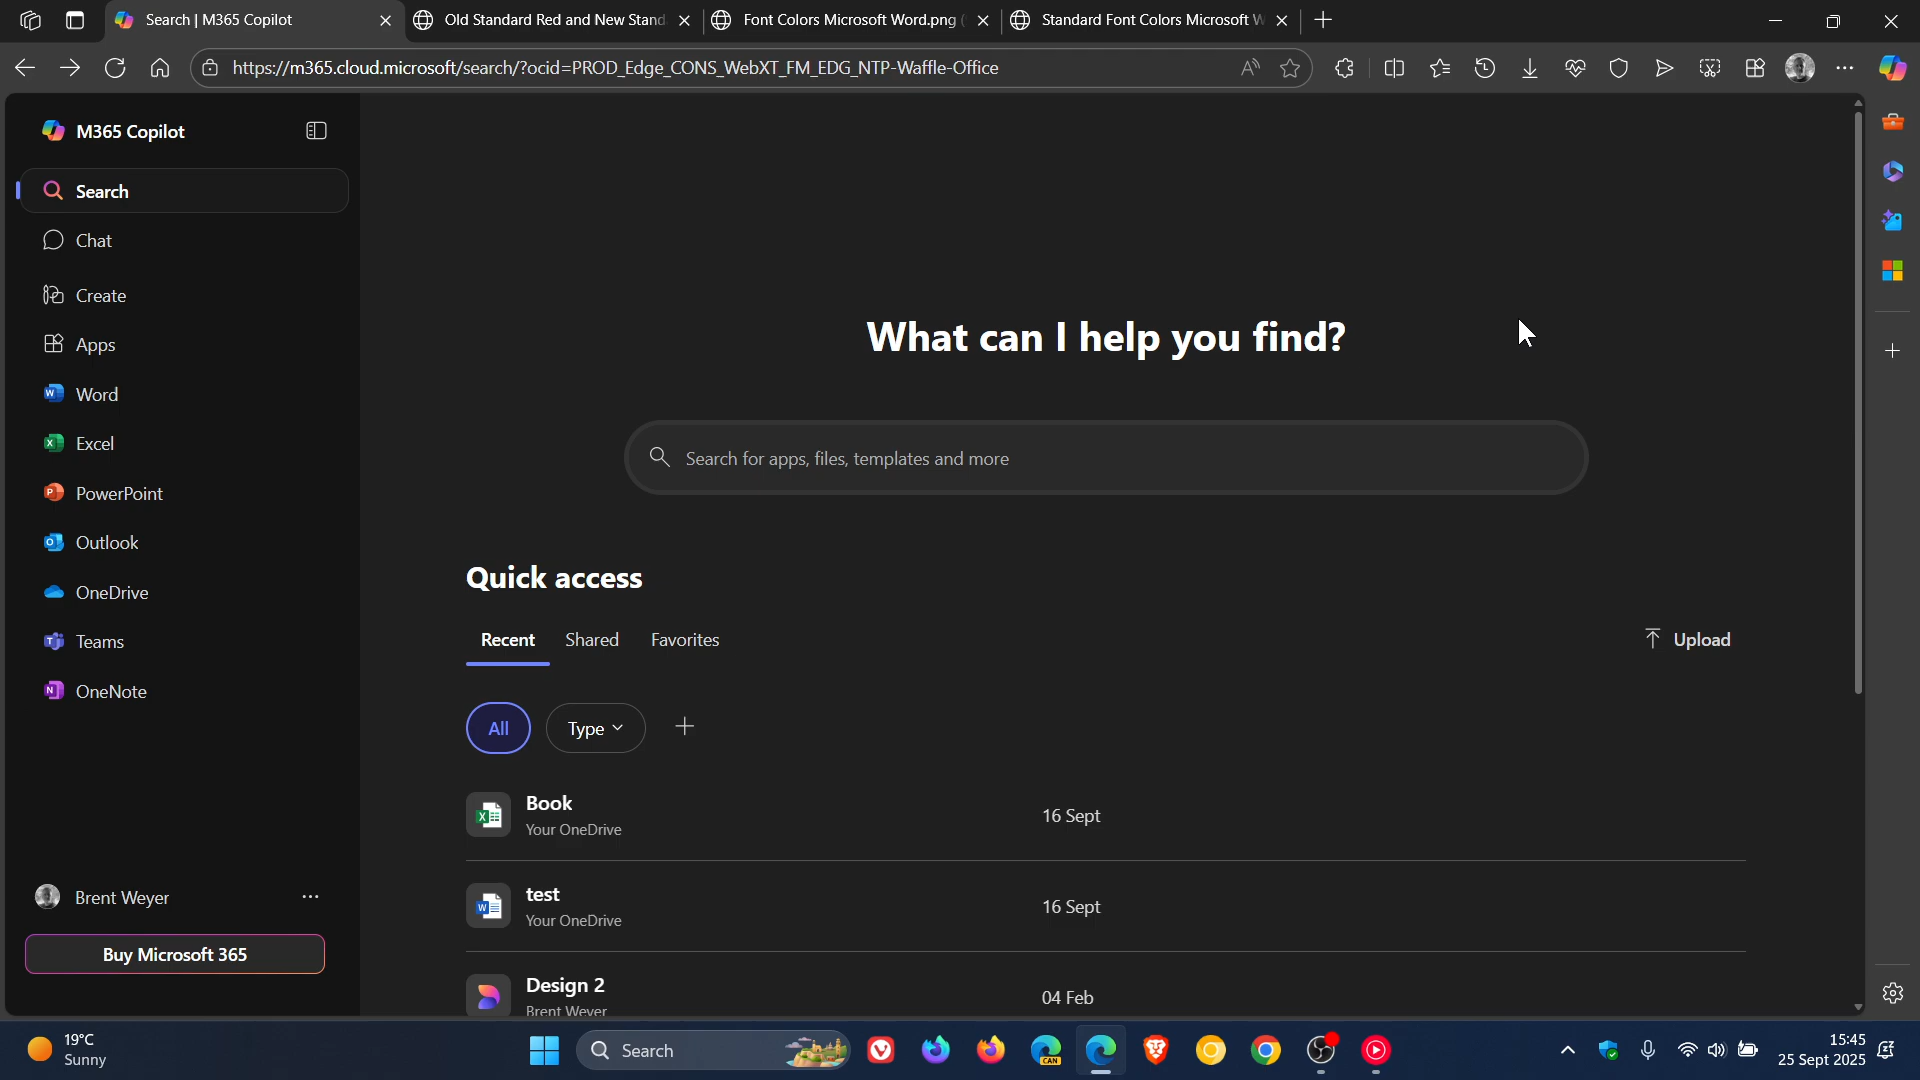 Search | M365 Copilot
Old Standard Red and New Stand
Font Colors Microsoft Word.png (
Standard Font Colors Microsoft W
https://m365.cloud.microsoft/search/?ocid=PROD_Edge_CONS_WebXT_FM_EDG_NTP-Waffle-Office
M365 Copilot
Search
Chat
Create
Apps
Word
Excel
PowerPoint
Outlook
OneDrive
Teams
OneNote
Brent Weyer
Buy Microsoft 365
What can I help you find?
Search for apps, files, templates and more
Quick access
Recent
Shared
Favorites
Upload
All
Type
Book
Your OneDrive
16 Sept
test
Your OneDrive
16 Sept
Design 2
Brent Weyer
04 Feb
19°C
Sunny
Search
CAN
15:45
25 Sept 2025